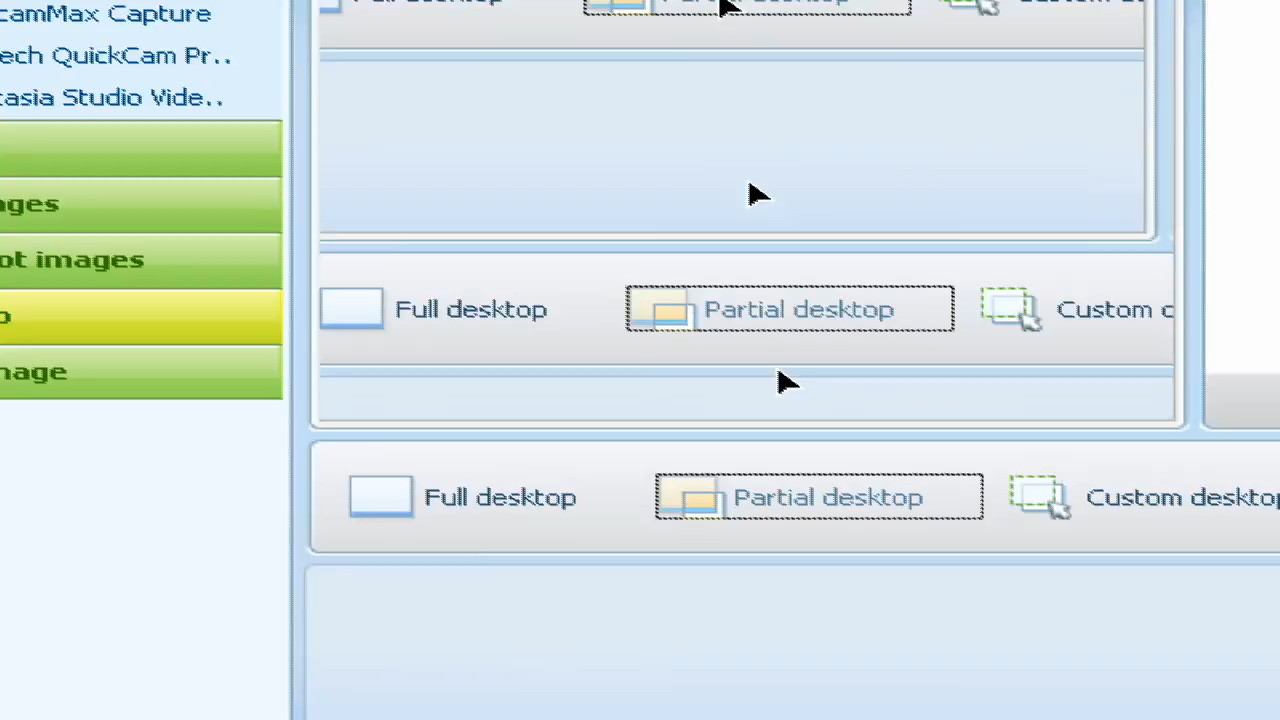 camMax Capture
ech QuickCam Pr..
asia Studio Vide..
ages
ot images
nage
Full desktop Partial desktop Custom
Full desktop Partial desktop Custom desktop